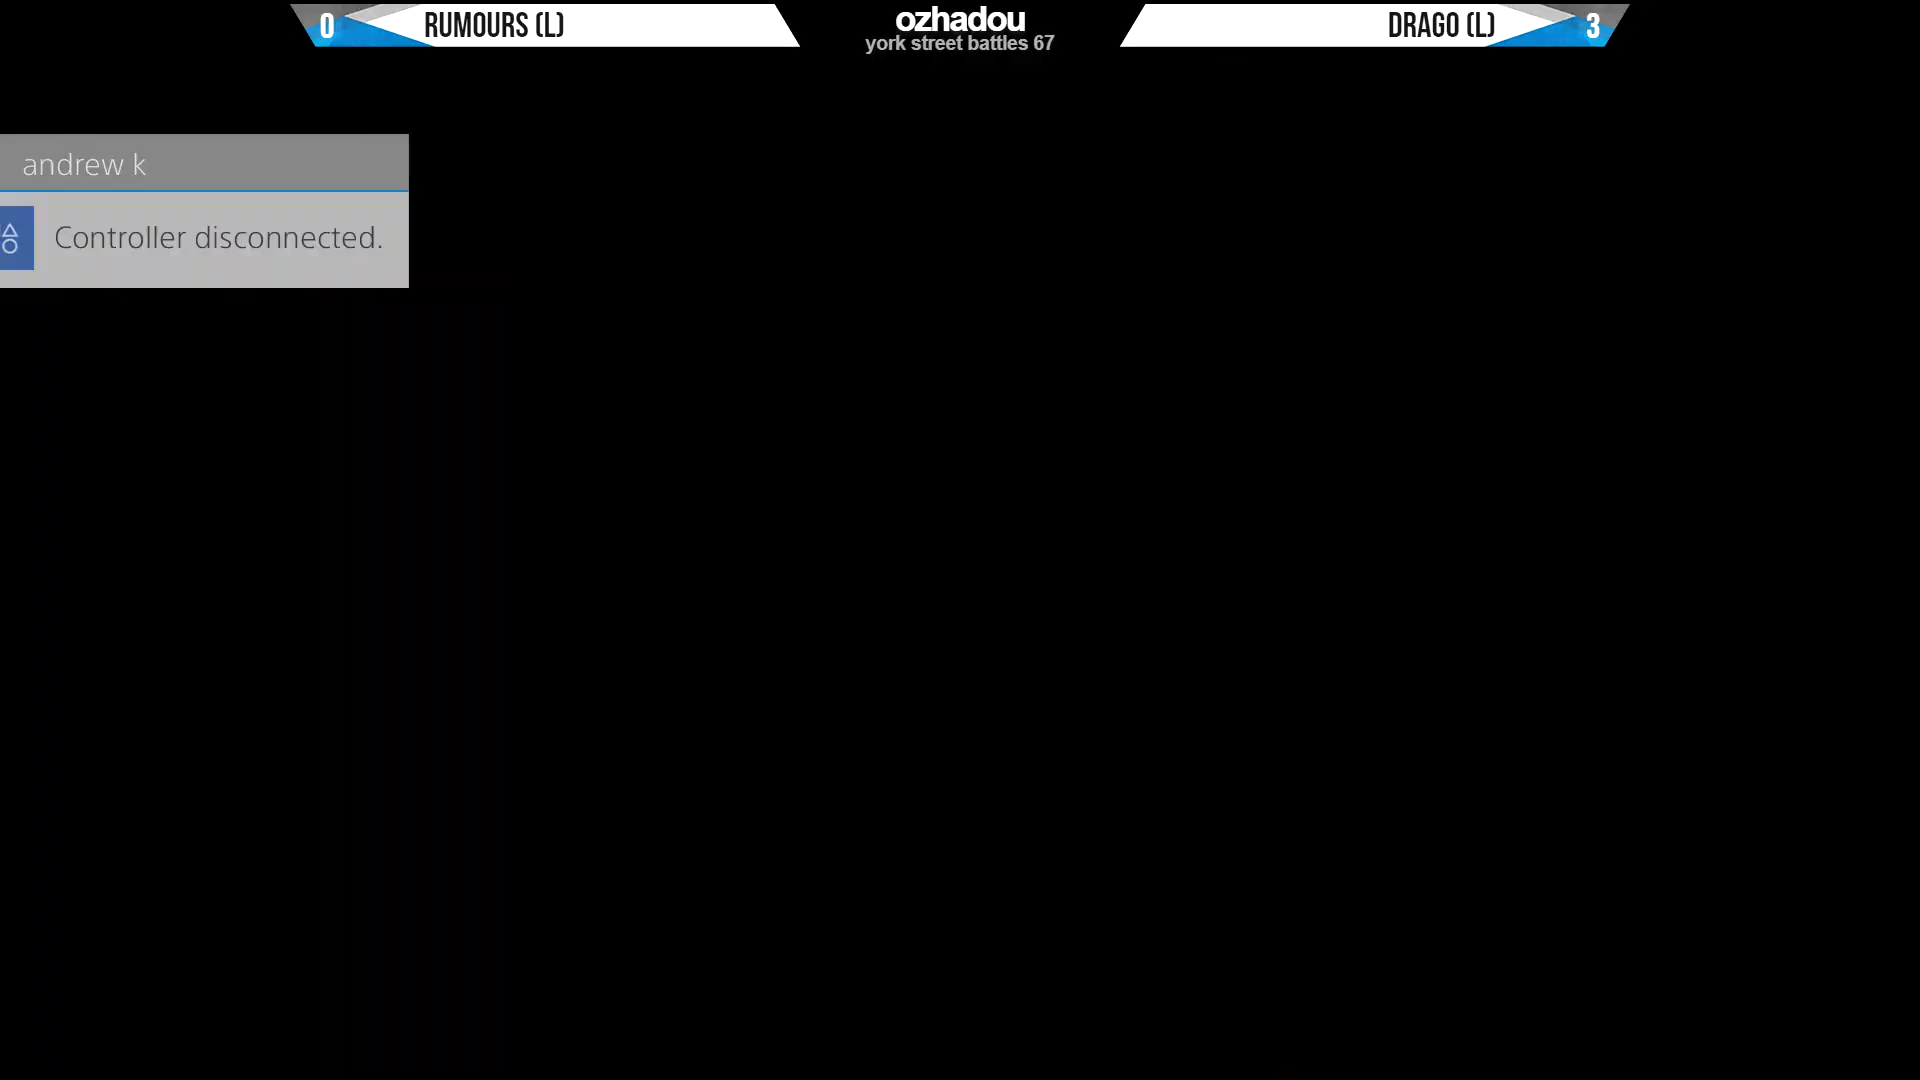 0 RUMOURS (L)
ozhadou
york street battles 67
DRAGO (L) 3
andrew k
Controller disconnected.